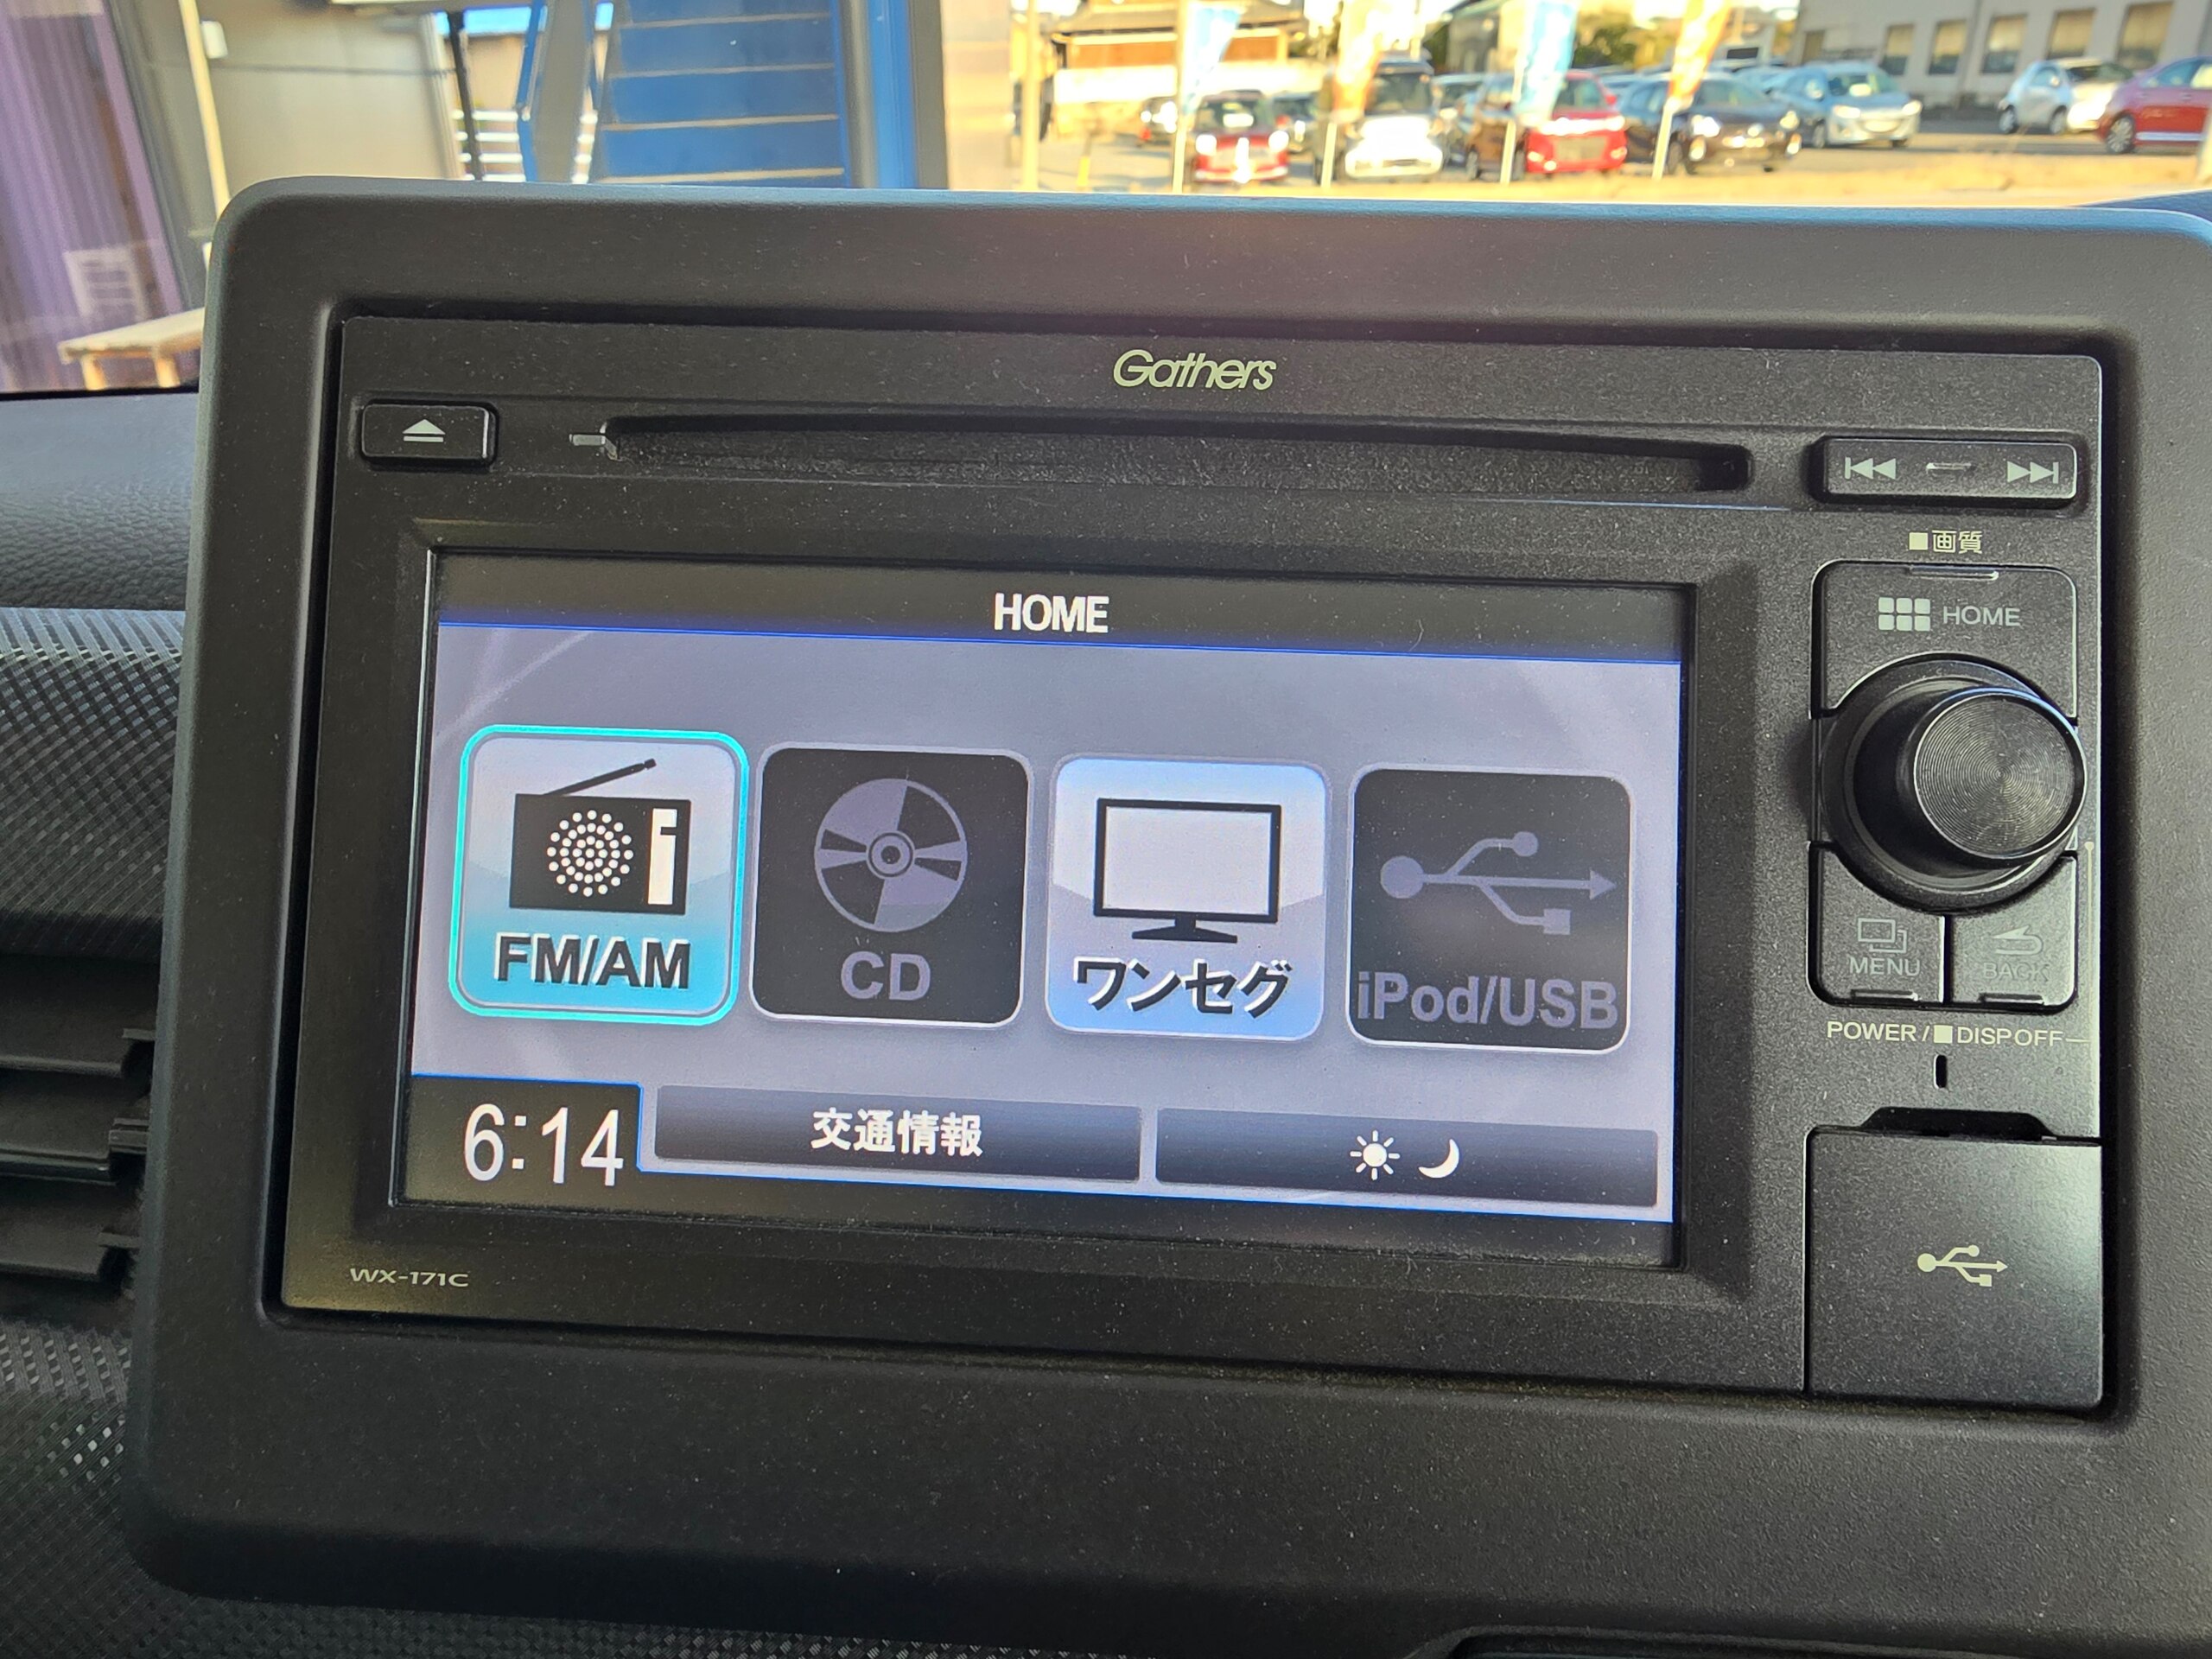 Gathers
■画質
HOME
HOME
FM/AM
CD
ワンセグ
iPod/USB
MENU
BACK
POWER / ■ DISP OFF
6:14
交通情報
WX-171C